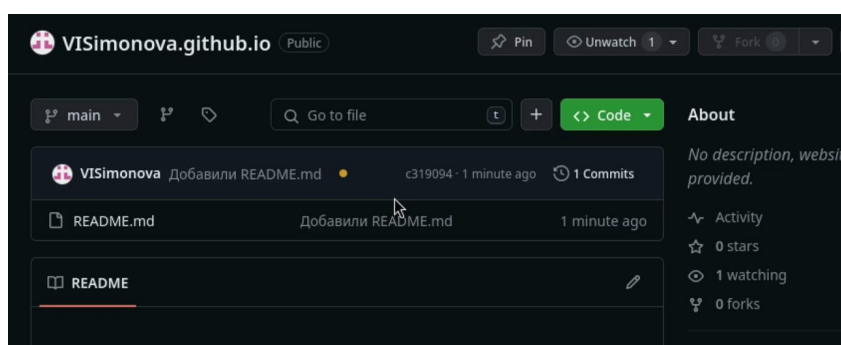 VISimonova.github.io Public Pin Unwatch 1 Fork 0
main Go to file t + <> Code About
No description, websi
provided.
VISimonova Добавили README.md c319094 · 1 minute ago 1 Commits
README.md Добавили README.md 1 minute ago
Activity
0 stars
README 1 watching
0 forks